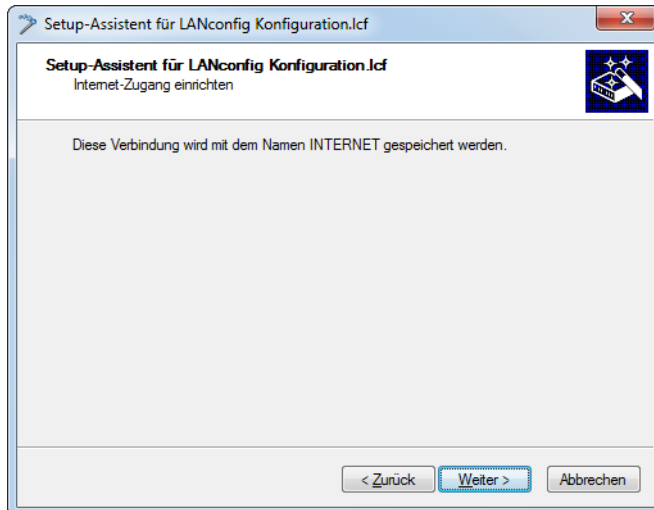 Setup-Assistent für LANconfig Konfiguration.lcf
Setup-Assistent für LANconfig Konfiguration.lcf
Internet-Zugang einrichten
Diese Verbindung wird mit dem Namen INTERNET gespeichert werden.
< Zurück Weiter > Abbrechen